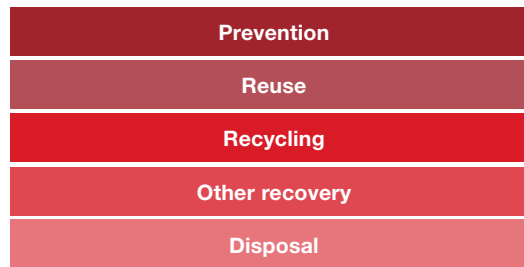 Prevention
Reuse
Recycling
Other recovery
Disposal